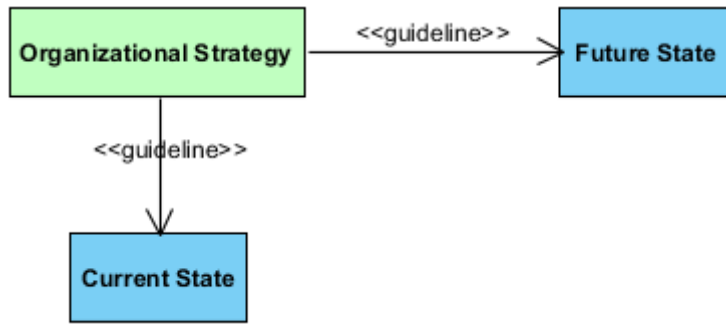 Organizational Strategy
<<guideline>>
Future State
<<guideline>>
Current State